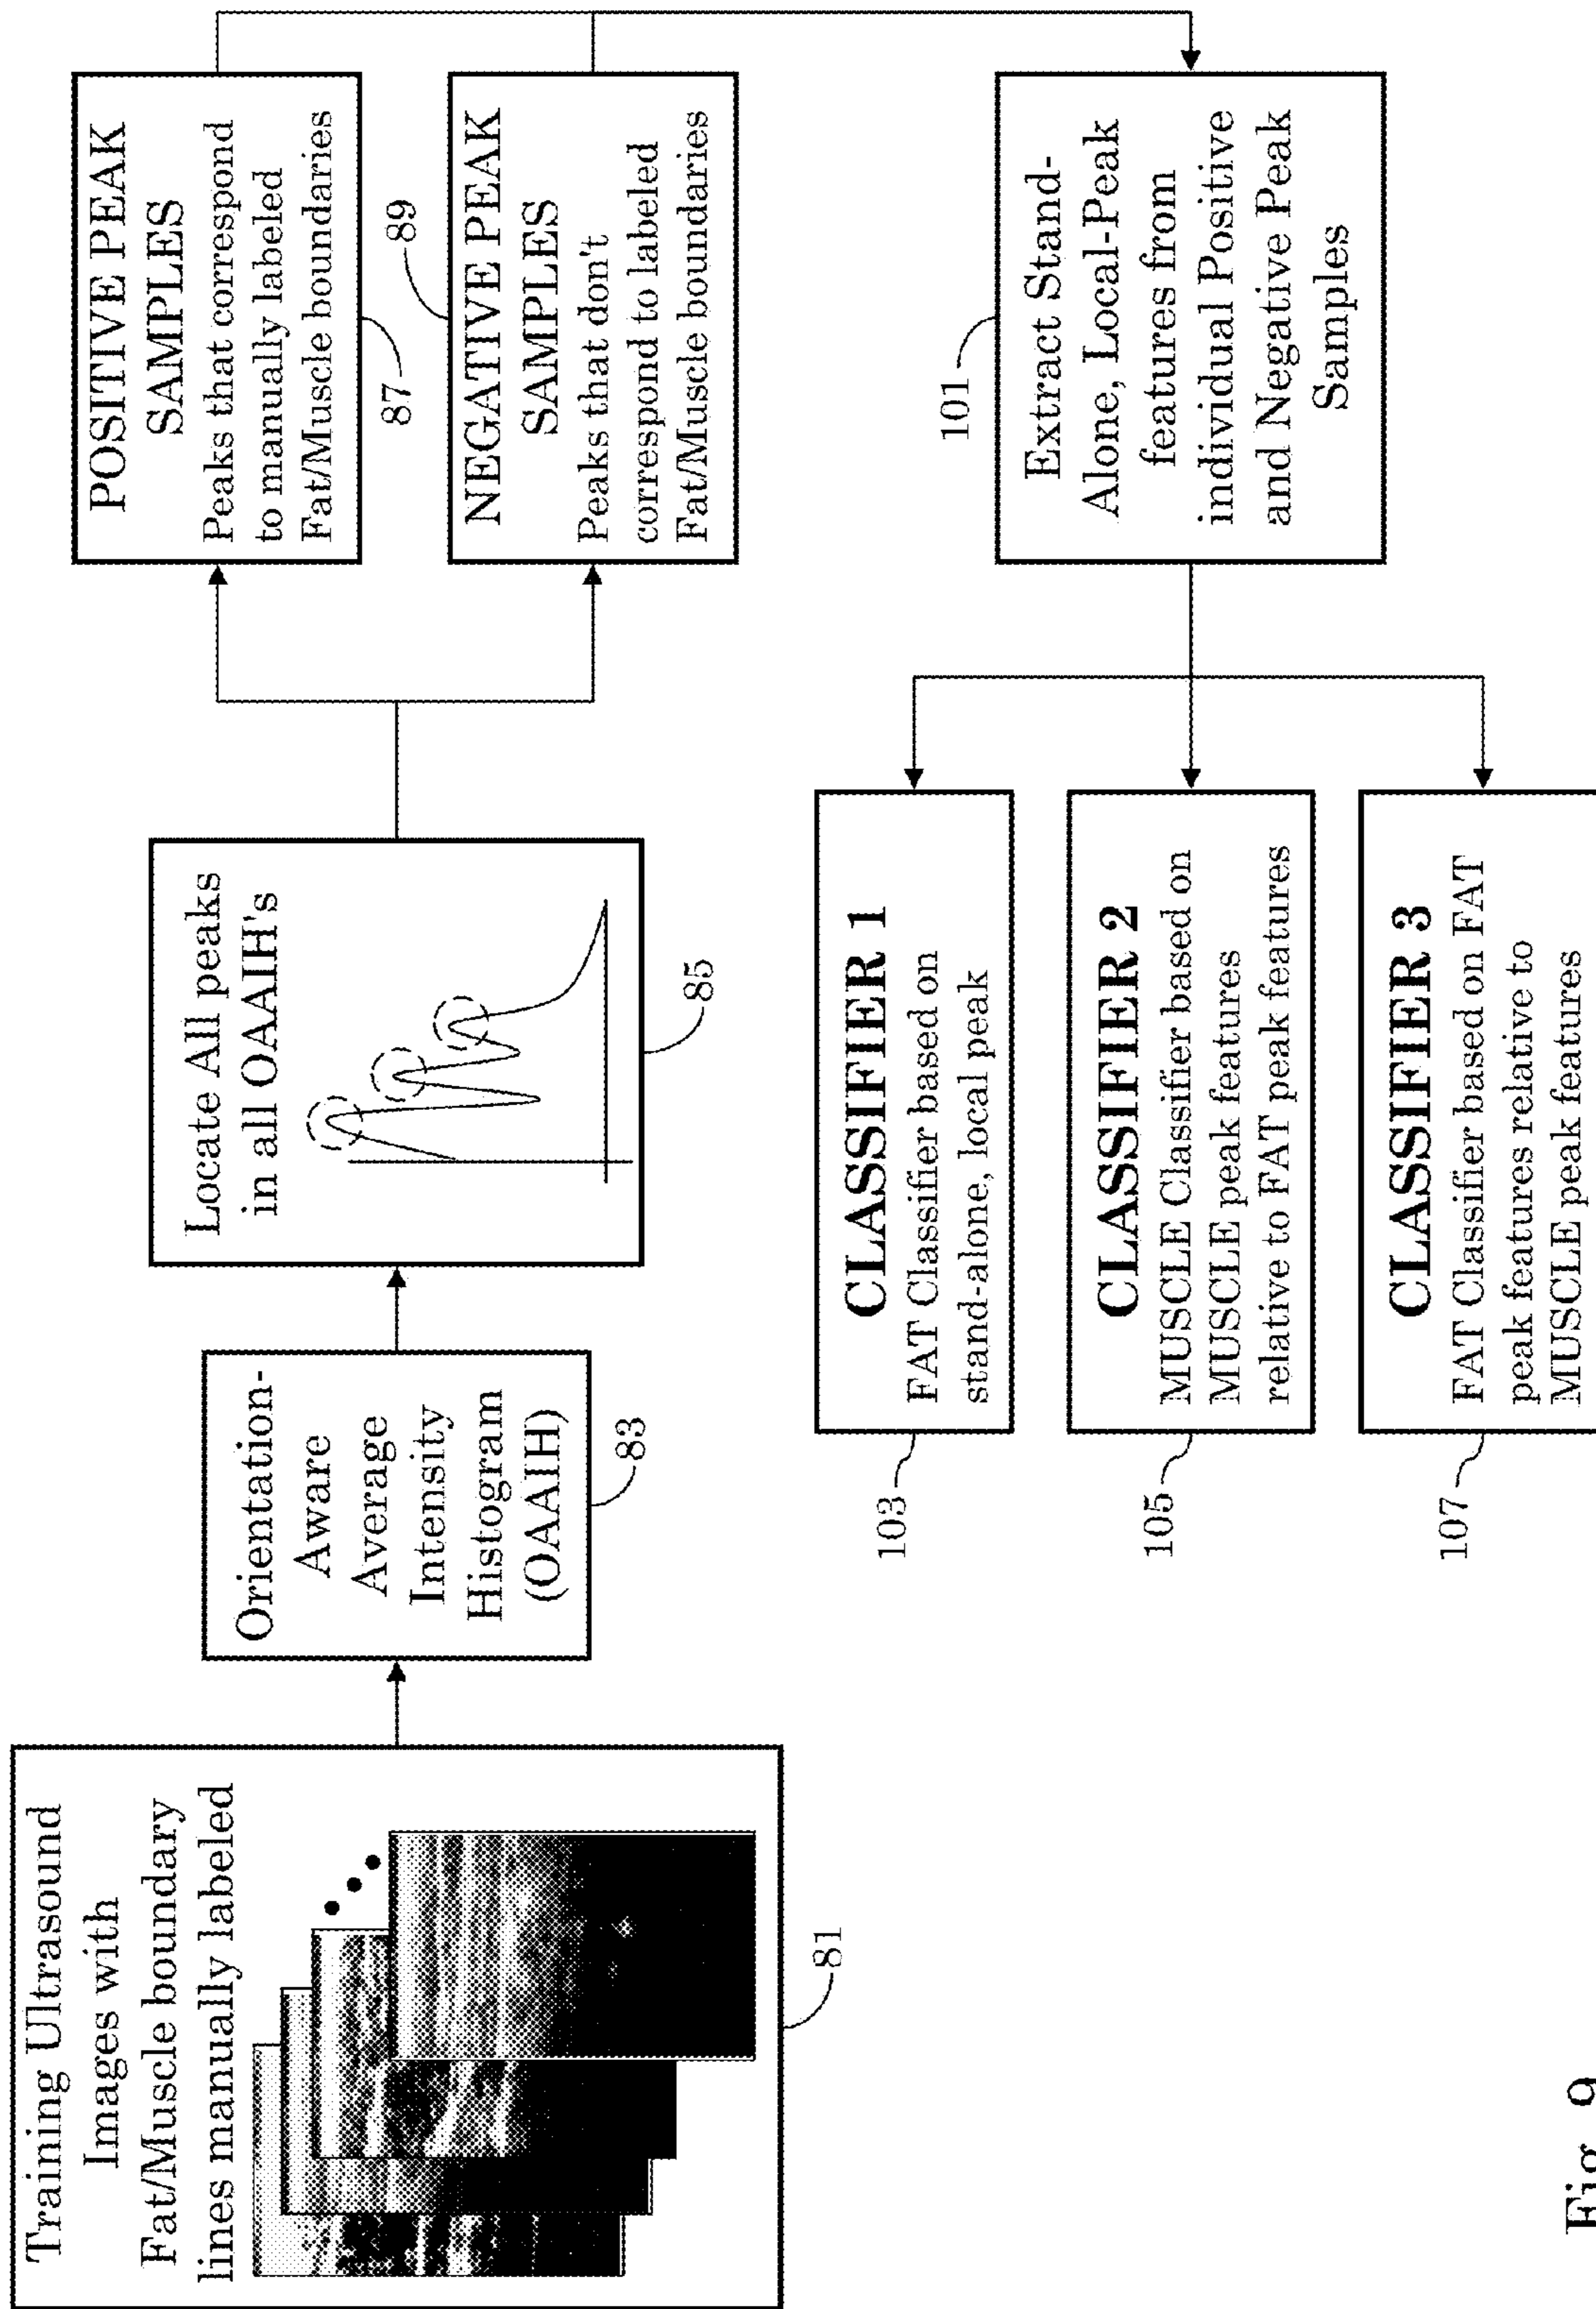 Training Ultrasound
Images with
Fat/Muscle boundary
lines manually labeled
81
Orientation-
Aware
Average
Intensity
Histogram
(OAAIH)
83
Locate All peaks
in all OAAIH's
85
POSITIVE PEAK
SAMPLES
Peaks that correspond
to manually labeled
Fat/Muscle boundaries
87
NEGATIVE PEAK
SAMPLES
Peaks that don't
correspond to labeled
Fat/Muscle boundaries
89
101
Extract Stand-
Alone, Local-Peak
features from
individual Positive
and Negative Peak
Samples
CLASSIFIER 1
FAT Classifier based on
stand-alone, local peak
103
CLASSIFIER 2
MUSCLE Classifier based on
MUSCLE peak features
relative to FAT peak features
105
CLASSIFIER 3
FAT Classifier based on FAT
peak features relative to
MUSCLE peak features
107
Fig. 9